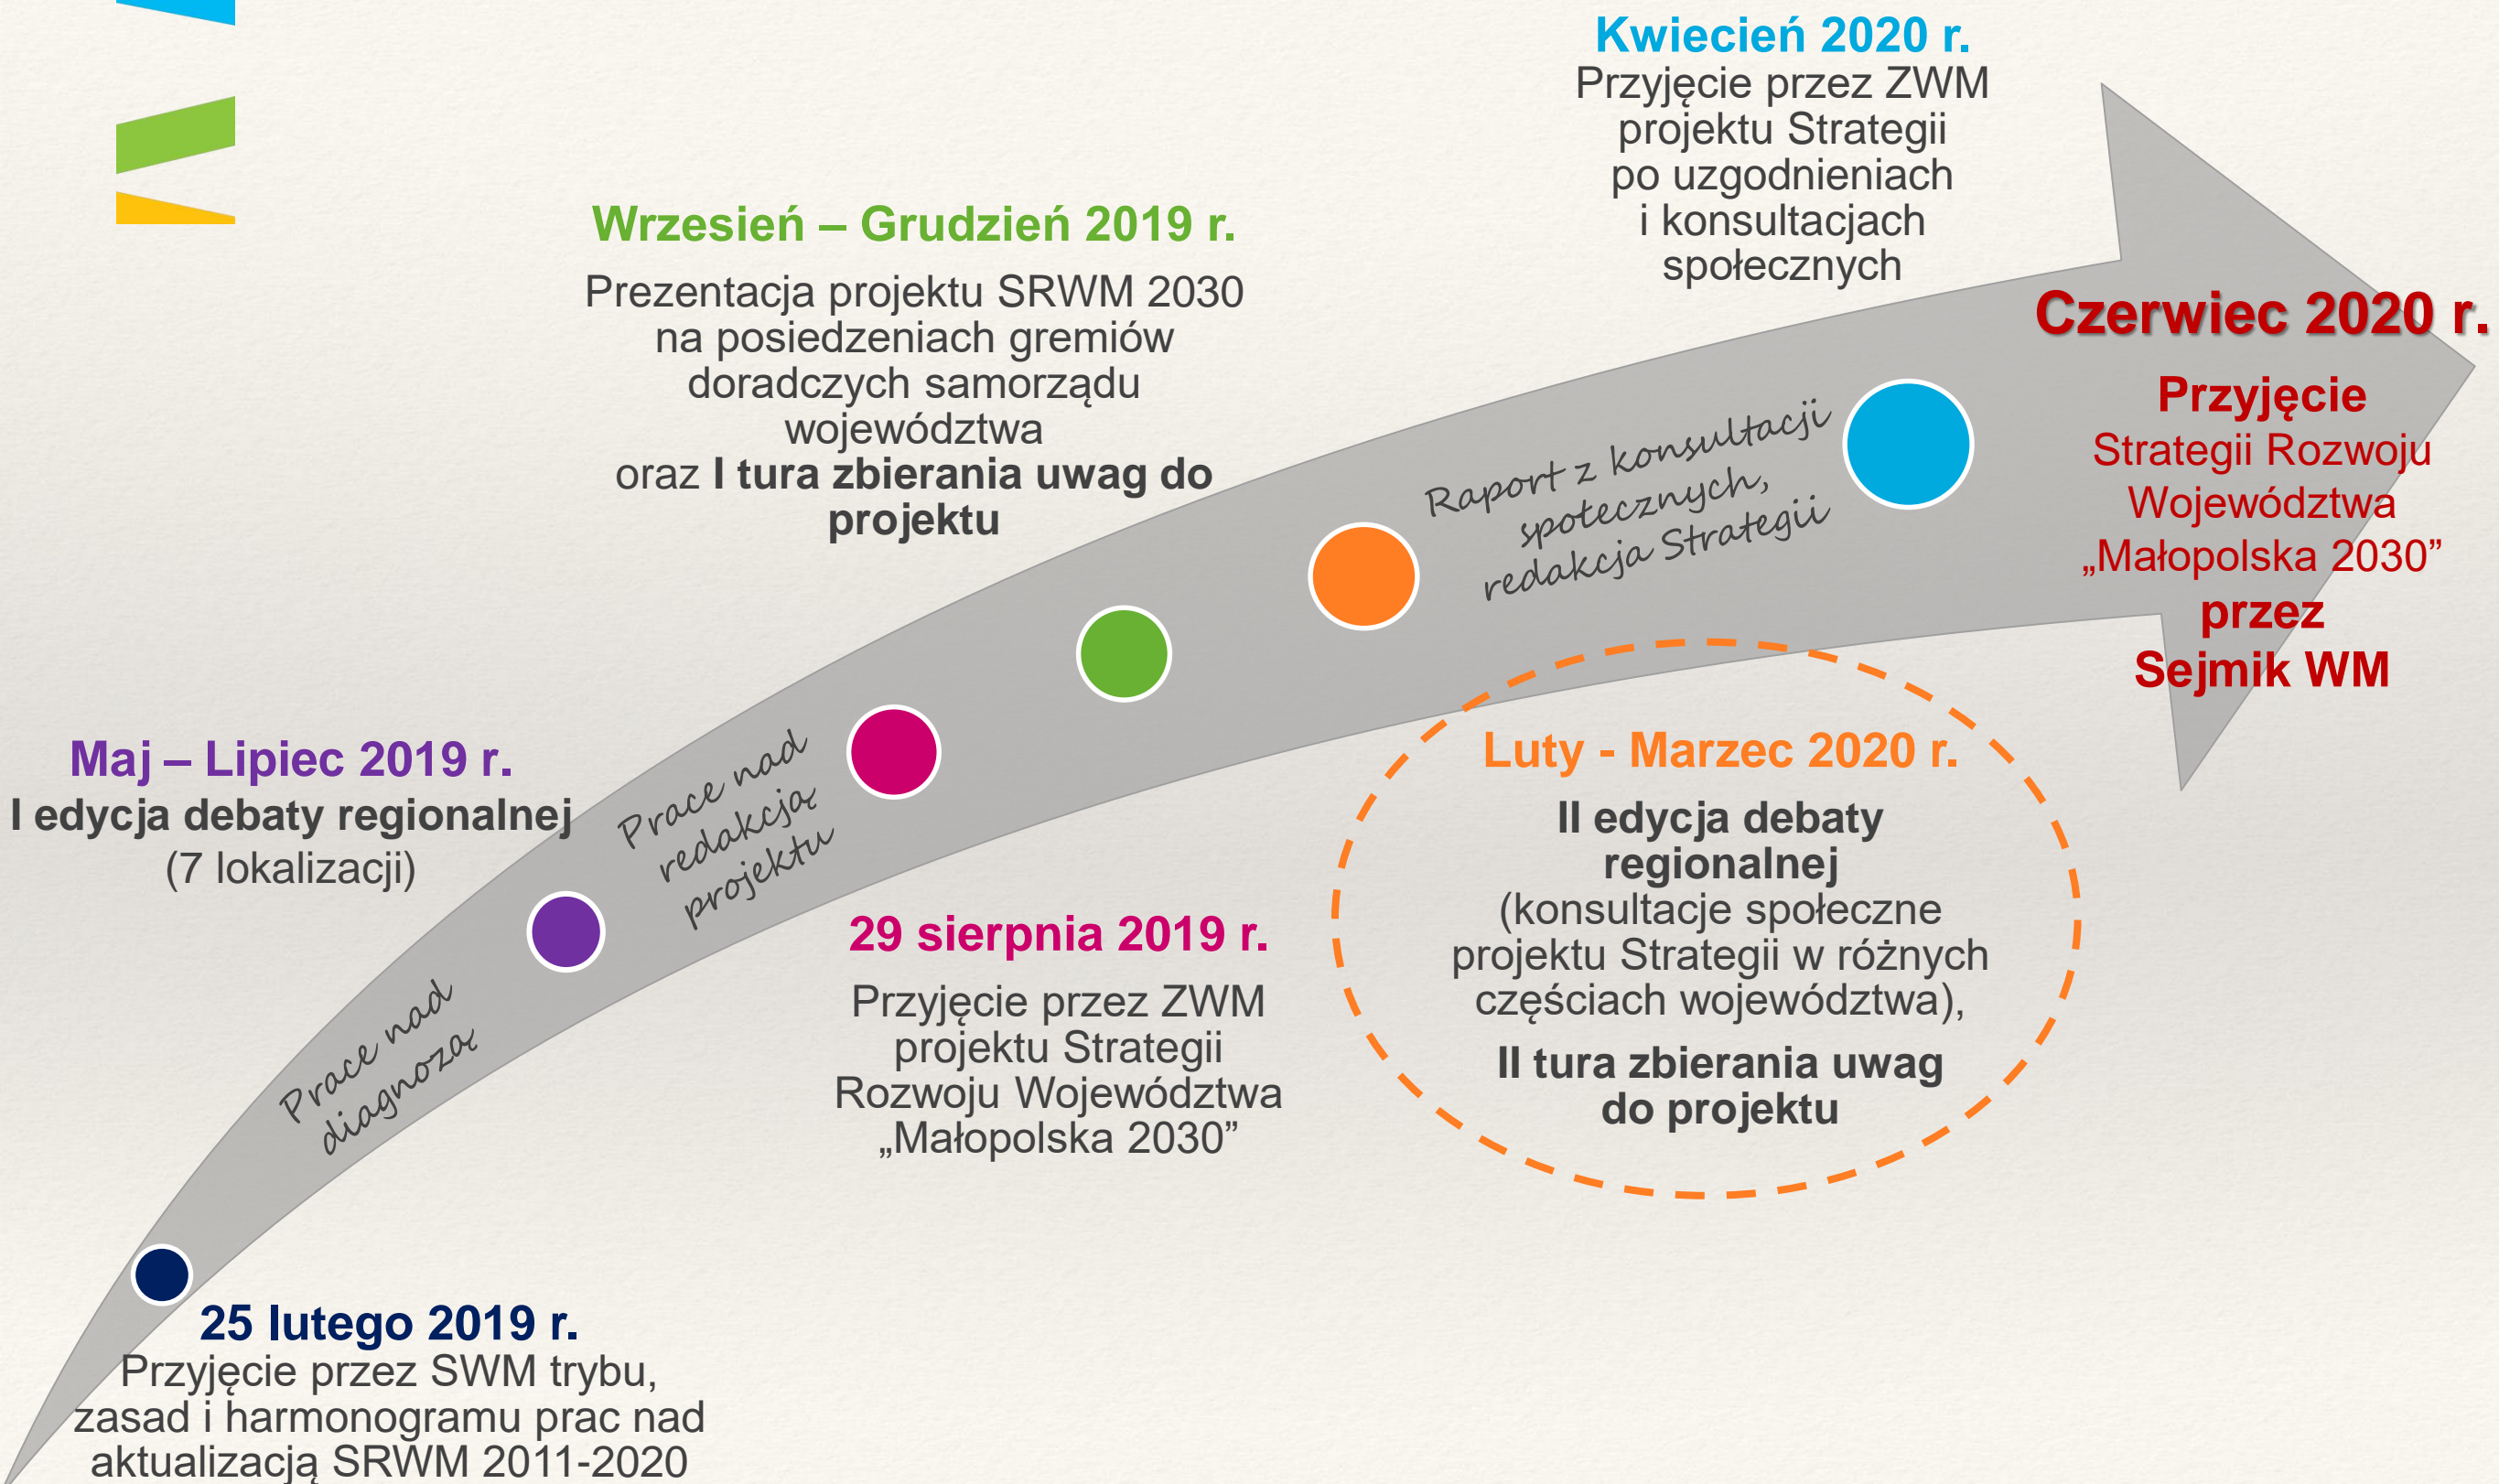 Kwiecień 2020 r.
Przyjęcie przez ZWM
projektu Strategii
po uzgodnieniach
i konsultacjach
społecznych
Wrzesień – Grudzień 2019 r.
Prezentacja projektu SRWM 2030
na posiedzeniach gremiów
doradczych samorządu
województwa
oraz I tura zbierania uwag do
projektu
Czerwiec 2020 r.
Przyjęcie
Strategii Rozwoju
Województwa
„Małopolska 2030”
przez
Sejmik WM
Raport z konsultacji
społecznych,
redakcja Strategii
Maj – Lipiec 2019 r.
I edycja debaty regionalnej
(7 lokalizacji)
Prace nad
redakcją
projektu
Luty - Marzec 2020 r.
II edycja debaty
regionalnej
(konsultacje społeczne
projektu Strategii w różnych
częściach województwa),
II tura zbierania uwag
do projektu
29 sierpnia 2019 r.
Przyjęcie przez ZWM
projektu Strategii
Rozwoju Województwa
„Małopolska 2030”
Prace nad
diagnozą
25 lutego 2019 r.
Przyjęcie przez SWM trybu,
zasad i harmonogramu prac nad
aktualizacją SRWM 2011-2020